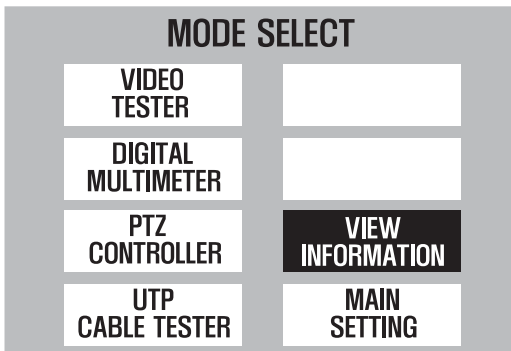 MODE SELECT
VIDEO
TESTER
DIGITAL
MULTIMETER
PTZ
CONTROLLER
VIEW
INFORMATION
UTP
CABLE TESTER
MAIN
SETTING